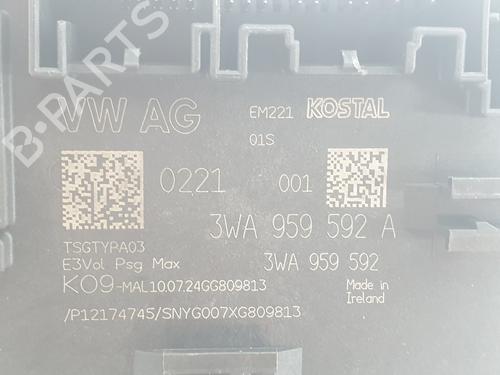 B-PARTS
VW AG EM221 KOSTAL
01S
0221 001
3WA 959 592 A
TSGTYPA03
E3Vol Psg Max 3WA 959 592
K09-MAL10.07.24GG809813 Made in
Ireland
/P12174745/SNYG007XG809813